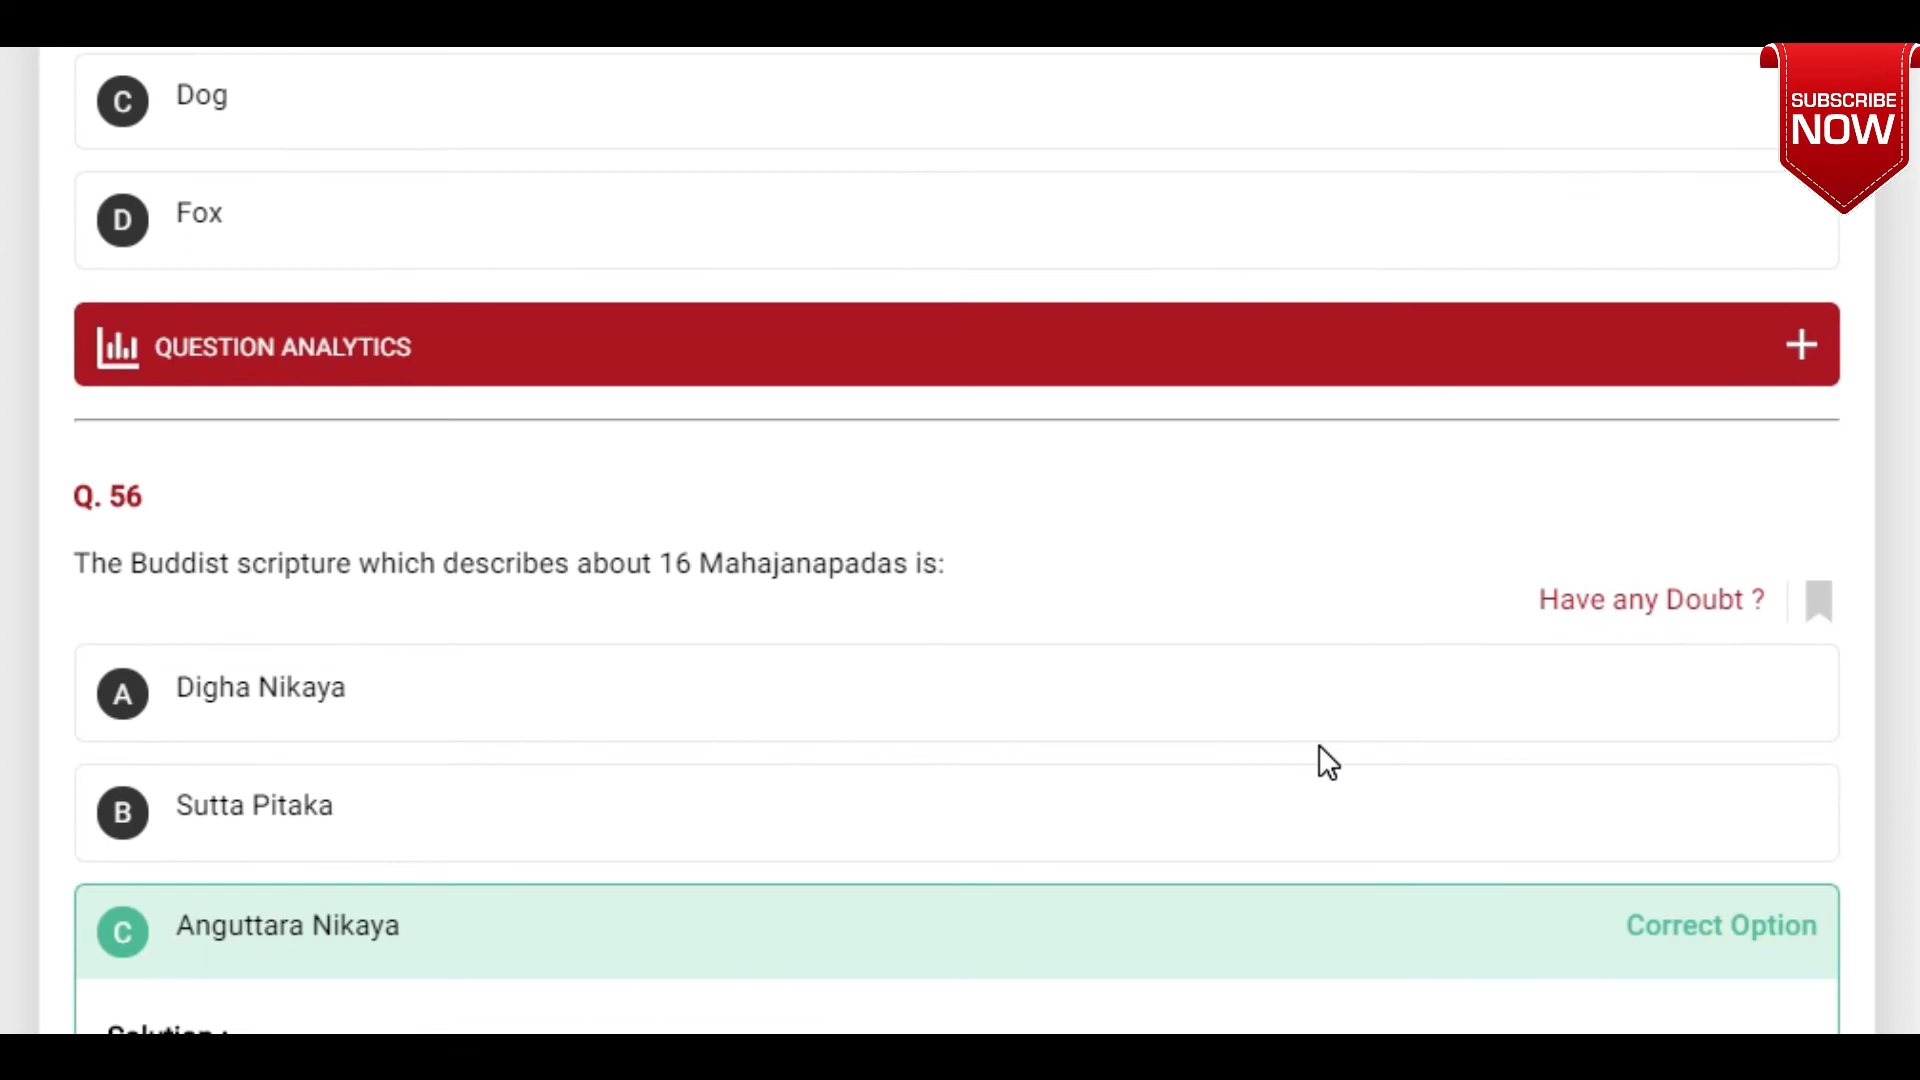 C Dog
SUBSCRIBE
NOW
D Fox
QUESTION ANALYTICS +
Q. 56
The Buddist scripture which describes about 16 Mahajanapadas is:
Have any Doubt ?
A Digha Nikaya
B Sutta Pitaka
C Anguttara Nikaya Correct Option
Solution :